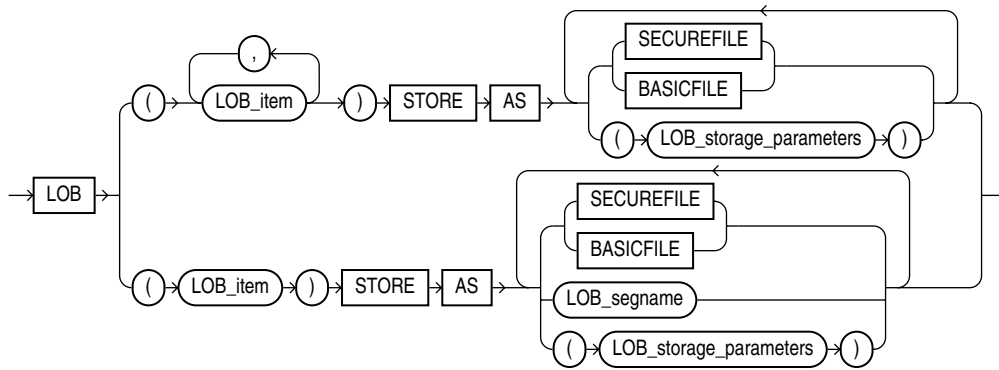 SECUREFILE
,
BASICFILE
( LOB_item ) STORE AS
( LOB_storage_parameters )
LOB
SECUREFILE
BASICFILE
( LOB_item ) STORE AS
LOB_segname
( LOB_storage_parameters )